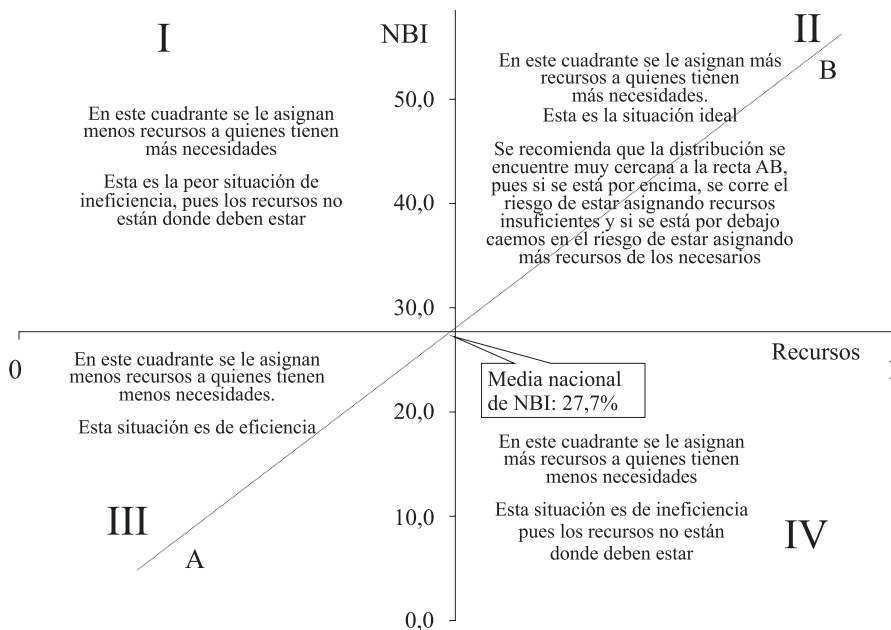 I
NBI
II
En este cuadrante se le asignan más
recursos a quienes tienen
más necesidades.
Esta es la situación ideal
B
50,0
En este cuadrante se le asignan
menos recursos a quienes tienen
más necesidades
Se recomienda que la distribución se
encuentre muy cercana a la recta AB,
pues si se está por encima, se corre el
riesgo de estar asignando recursos
insuficientes y si se está por debajo
caemos en el riesgo de estar asignando
más recursos de los necesarios
Esta es la peor situación de
ineficiencia, pues los recursos no
están donde deben estar
40,0
30,0
0
En este cuadrante se le asignan
menos recursos a quienes tienen
menos necesidades.
Esta situación es de eficiencia
Recursos
Media nacional
de NBI: 27,7%
20,0
En este cuadrante se le asignan
más recursos a quienes tienen
menos necesidades
Esta situación es de ineficiencia
pues los recursos no están
donde deben estar
III
A
10,0
IV
0,0